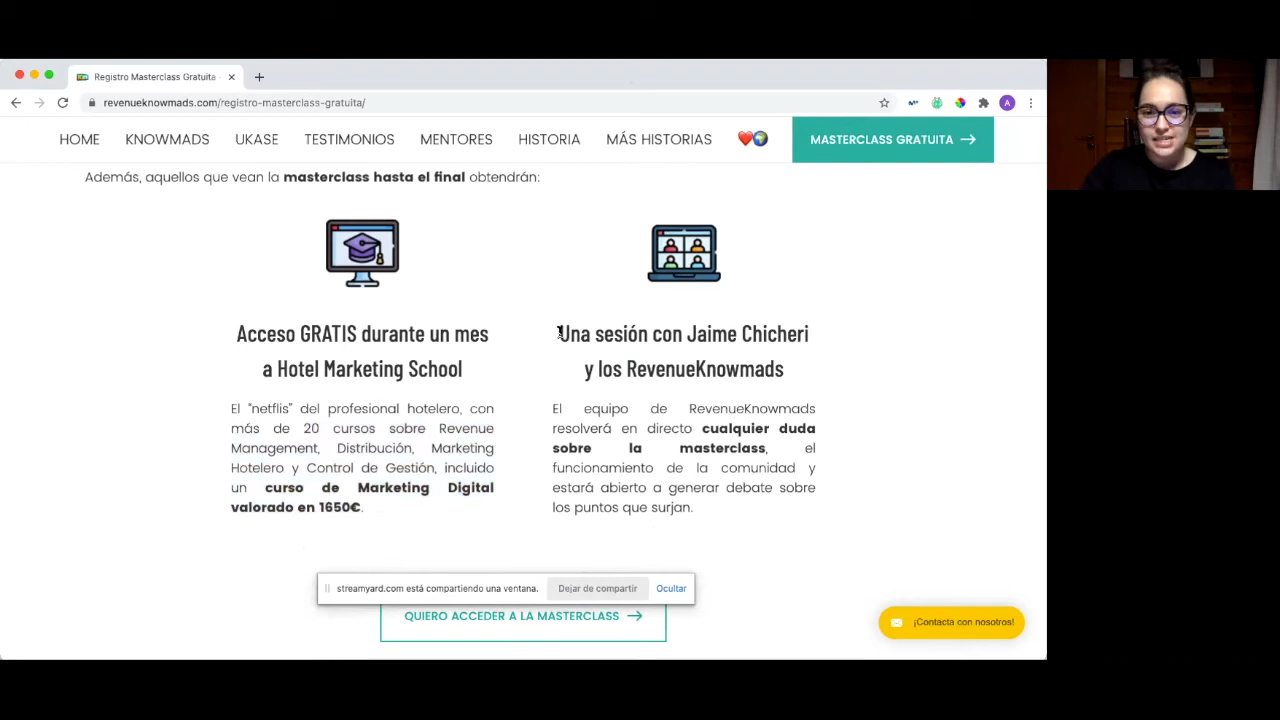 Registro Masterclass Gratuita
revenueknowmads.com/registro-masterclass-gratuita/
A
HOME KNOWMADS UKASE TESTIMONIOS MENTORES HISTORIA MÁS HISTORIAS MASTERCLASS GRATUITA →
Además, aquellos que vean la masterclass hasta el final obtendrán:
Acceso GRATIS durante un mes
a Hotel Marketing School
El "netflis" del profesional hotelero, con
más de 20 cursos sobre Revenue
Management, Distribución, Marketing
Hotelero y Control de Gestión, incluido
un curso de Marketing Digital
valorado en 1650€.
Una sesión con Jaime Chicheri
y los RevenueKnowmads
El equipo de RevenueKnowmads
resolverá en directo cualquier duda
sobre la masterclass, el
funcionamiento de la comunidad y
estará abierto a generar debate sobre
los puntos que surjan.
streamyard.com está compartiendo una ventana. Dejar de compartir Ocultar
QUIERO ACCEDER A LA MASTERCLASS →
¡Contacta con nosotros!